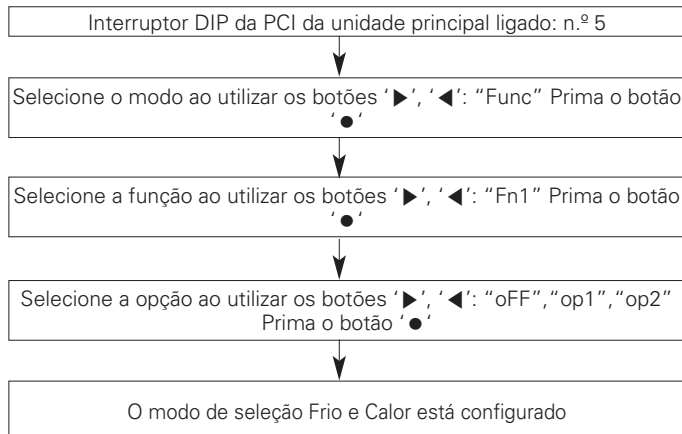 Interruptor DIP da PCI da unidade principal ligado: n.º 5
Selecione o modo ao utilizar os botões ‘▶’, ‘◀’: “Func” Prima o botão
‘●‘
Selecione a função ao utilizar os botões ‘▶’, ‘◀’: “Fn1” Prima o botão
‘●‘
Selecione a opção ao utilizar os botões ‘▶’, ‘◀’: “oFF”,“op1”,“op2”
Prima o botão ‘●‘
O modo de seleção Frio e Calor está configurado